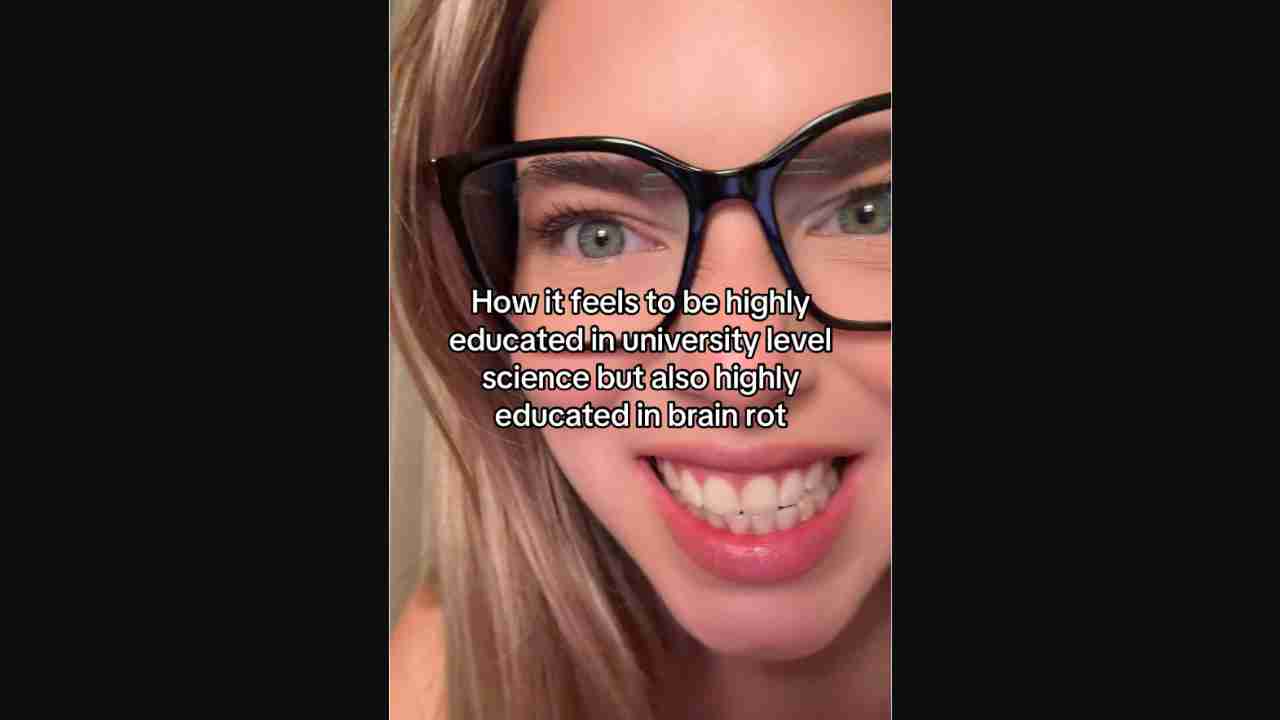 How it feels to be highly
educated in university level
science but also highly
educated in brain rot